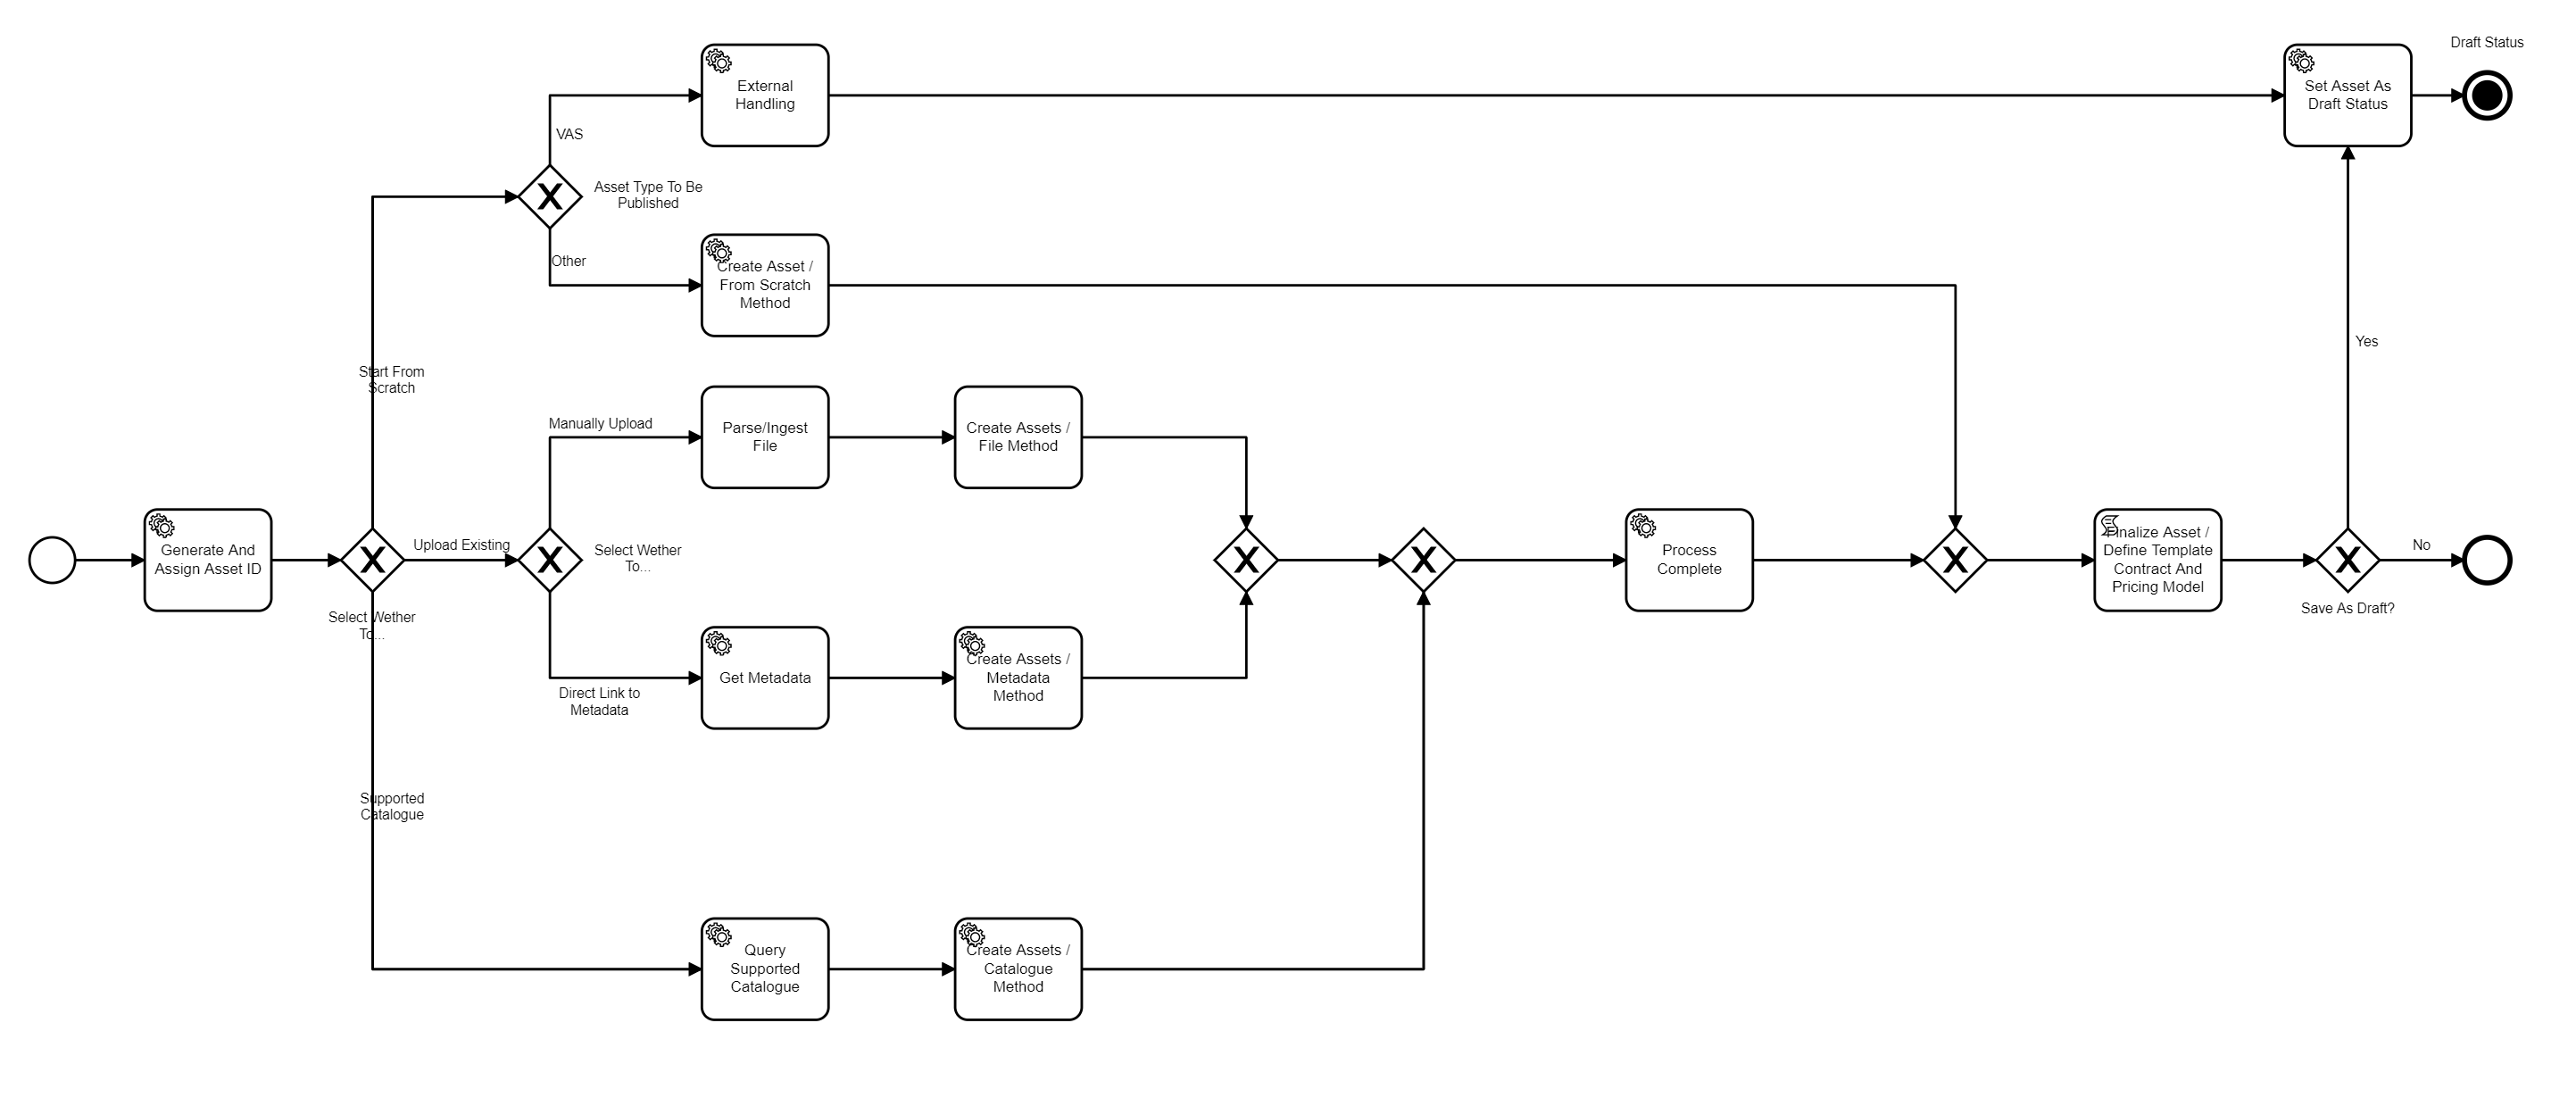 Draft Status
External
Handling
Set Asset As
Draft Status
VAS
Asset Type To Be
Published
Other
Create Asset /
From Scratch
Method
Yes
Start From
Scratch
Manually Upload
Parse/Ingest
File
Create Assets /
File Method
Generate And
Assign Asset ID
Upload Existing
Select Wether
To...
Process
Complete
Finalize Asset /
Define Template
Contract And
Pricing Model
No
Select Wether
To...
Save As Draft?
Get Metadata
Create Assets /
Metadata
Method
Direct Link to
Metadata
Supported
Catalogue
Query
Supported
Catalogue
Create Assets /
Catalogue
Method